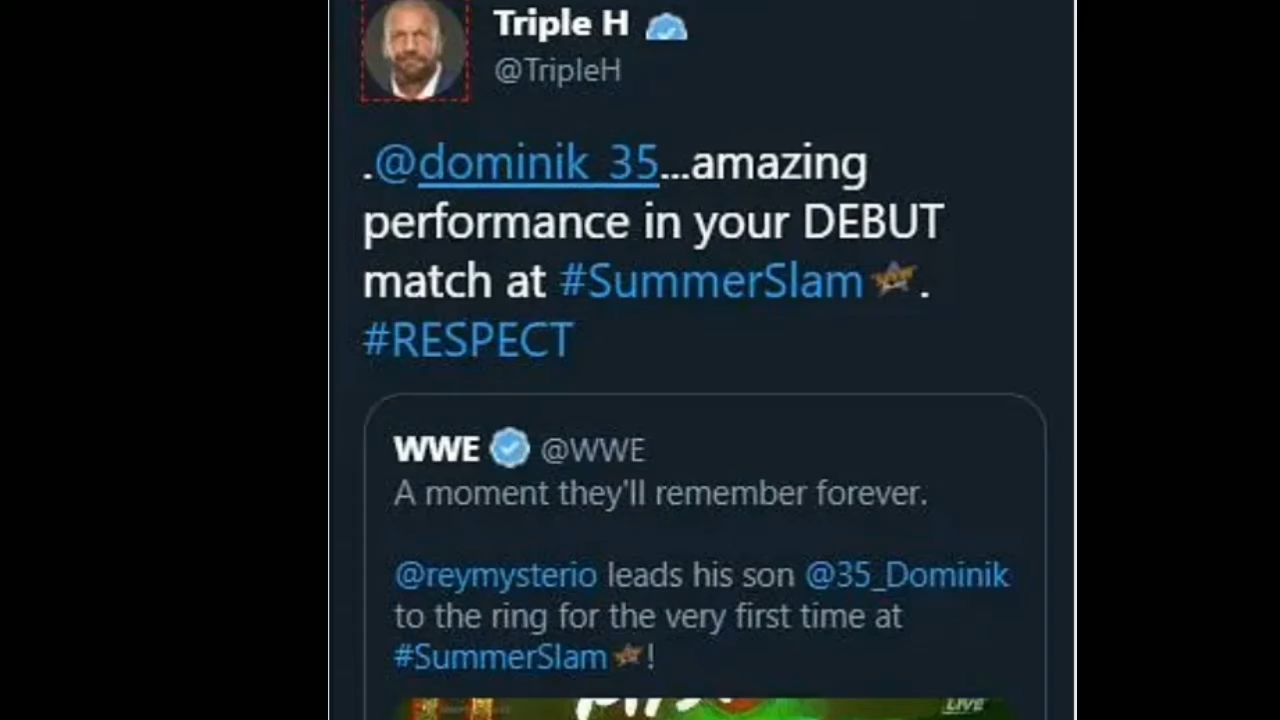 Triple H
@TripleH
.@dominik_35...amazing
performance in your DEBUT
match at #SummerSlam.
#RESPECT
WWE @WWE
A moment they'll remember forever.
@reymysterio leads his son @35_Dominik
to the ring for the very first time at
#SummerSlam!
LIVE